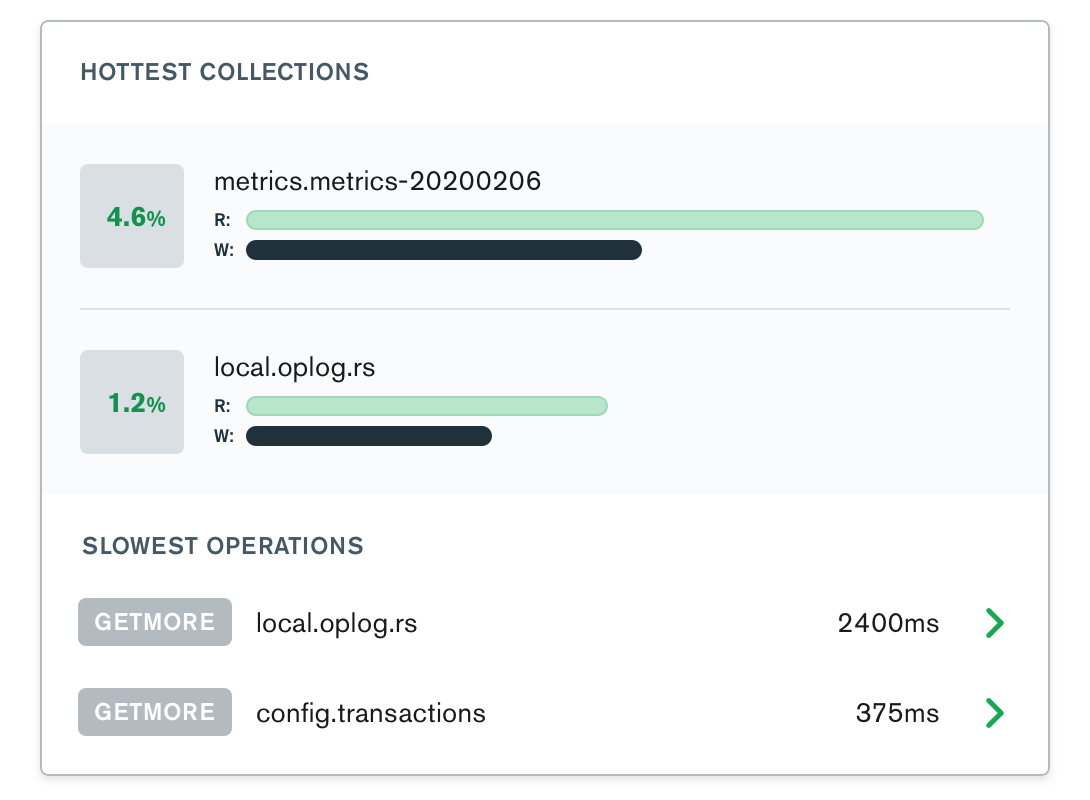 HOTTEST COLLECTIONS
4.6%
metrics.metrics-20200206
R:
W:
1.2%
local.oplog.rs
R:
W:
SLOWEST OPERATIONS
GETMORE local.oplog.rs 2400ms
GETMORE config.transactions 375ms